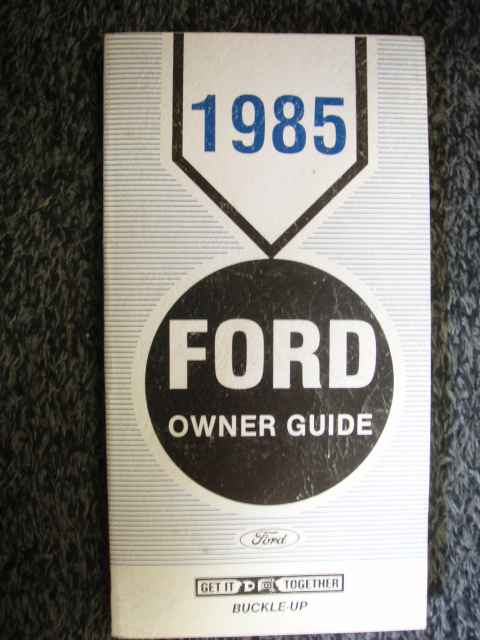 1985
FORD
OWNER GUIDE
Ford
GET IT TOGETHER
BUCKLE-UP